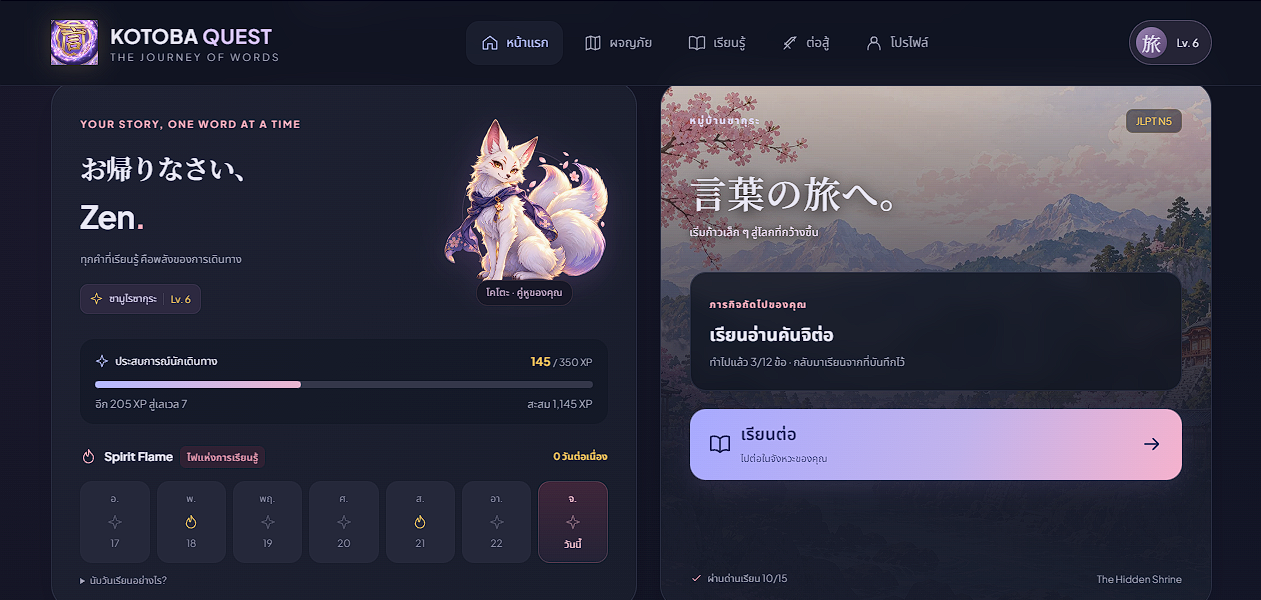 言
KOTOBA QUEST
THE JOURNEY OF WORDS
หน้าแรก
ผจญภัย
เรียนรู้
ต่อสู้
โปรไฟล์
旅
Lv. 6
YOUR STORY, ONE WORD AT A TIME
お帰りなさい、
Zen.
ทุกคำที่เรียนรู้ คือพลังของการเดินทาง
ซามูไรซากุระ
Lv. 6
โคโตะ · คู่หูของคุณ
ประสบการณ์นักเดินทาง
145 / 350 XP
อีก 205 XP สู่เลเวล 7
สะสม 1,145 XP
Spirit Flame
ไฟแห่งการเรียนรู้
0 วันต่อเนื่อง
อ.
17
พ.
18
พฤ.
19
ศ.
20
ส.
21
อา.
22
จ.
วันนี้
นับวันเรียนอย่างไร?
หมู่บ้านซากุระ
JLPT N5
言葉の旅へ。
เริ่มก้าวเล็ก ๆ สู่โลกที่กว้างขึ้น
ภารกิจถัดไปของคุณ
เรียนอ่านคันจิต่อ
ทำไปแล้ว 3/12 ข้อ · กลับมาเรียนจากที่บันทึกไว้
เรียนต่อ
ไปต่อในจังหวะของคุณ
ผ่านด่านเรียน 10/15
The Hidden Shrine